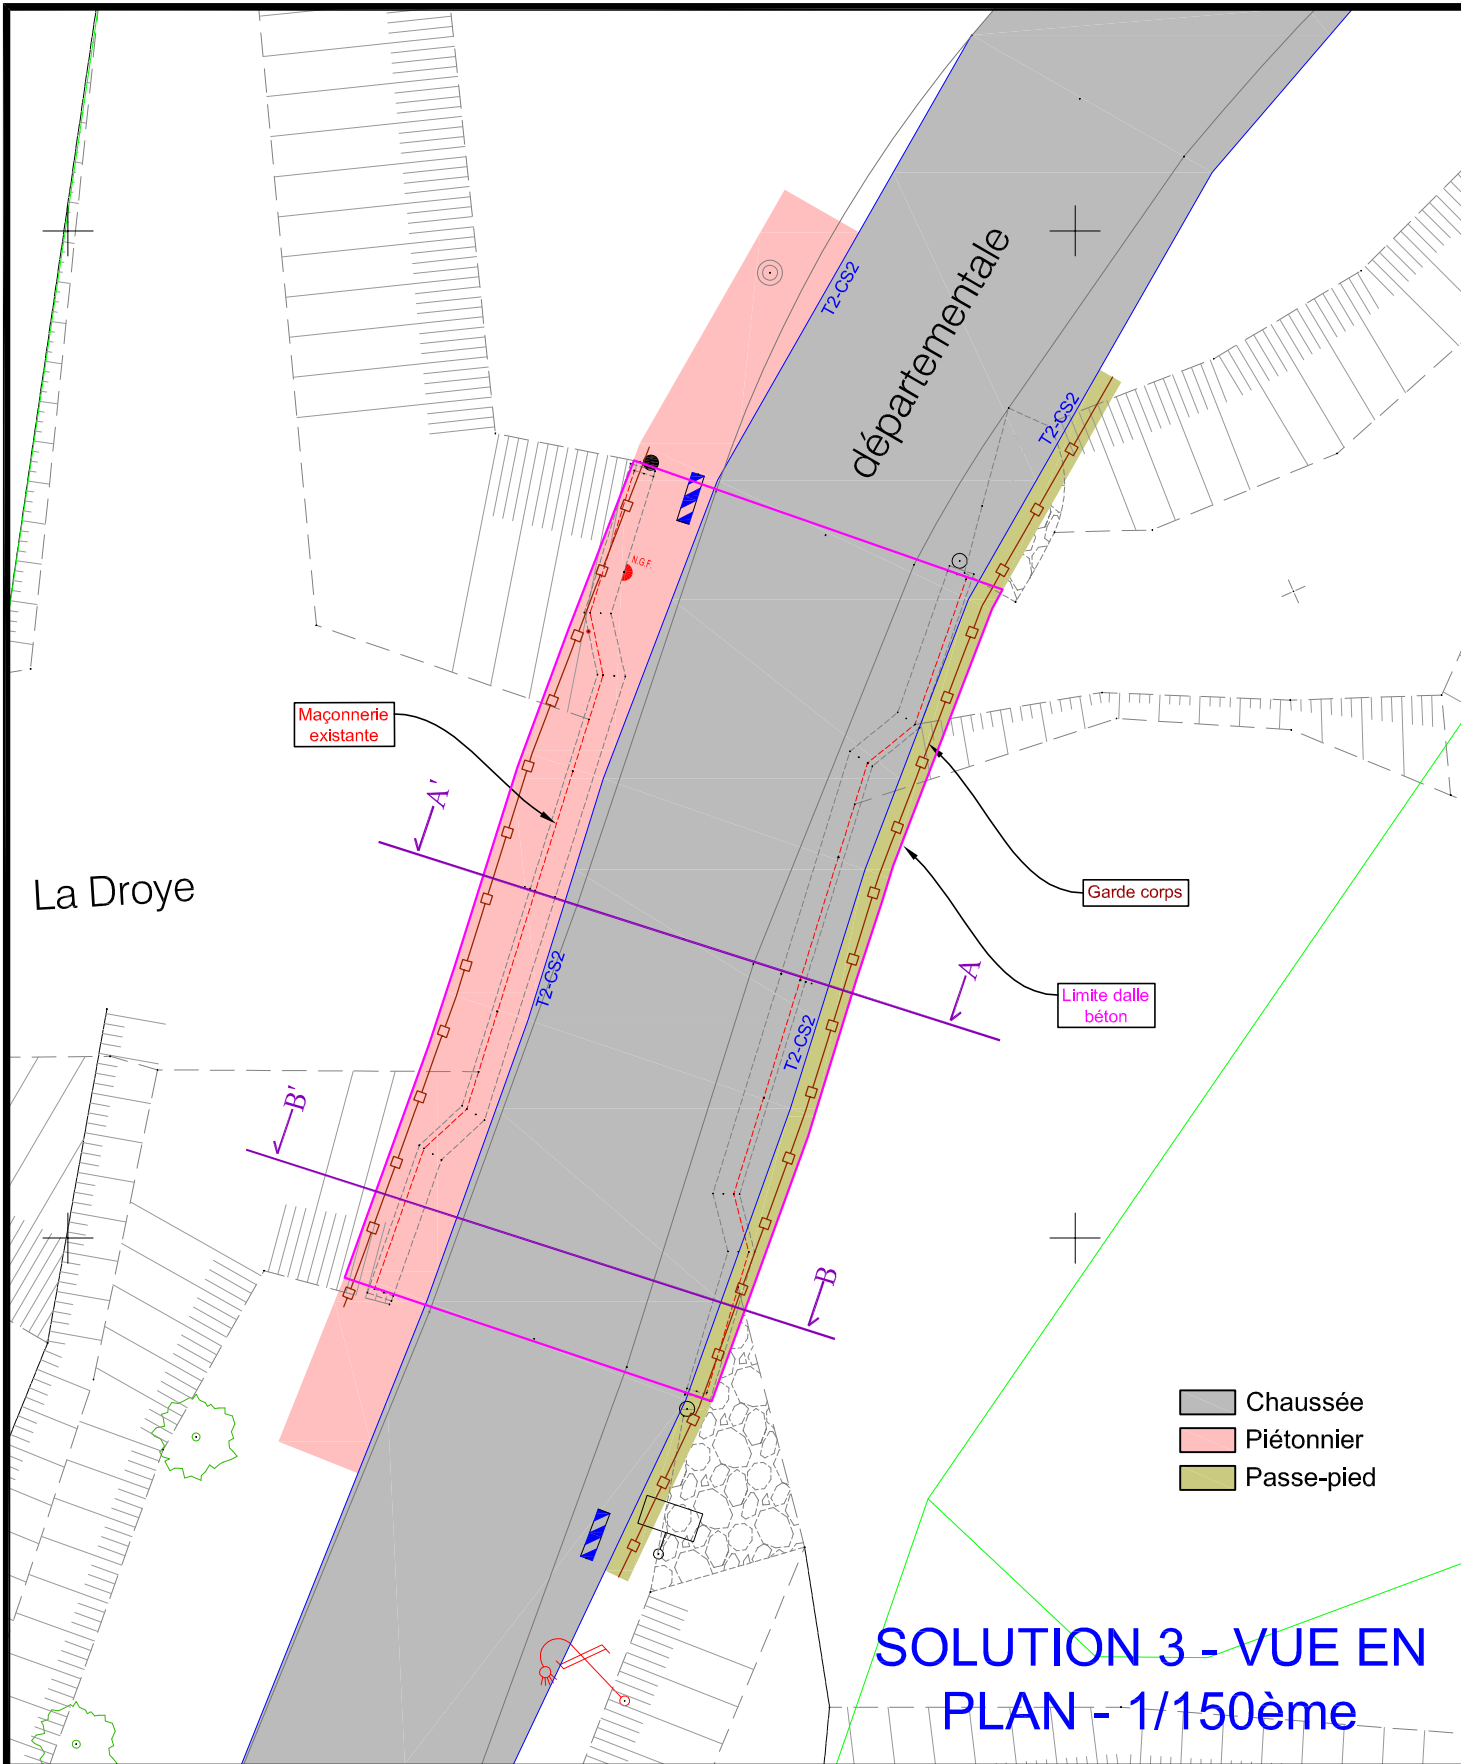 départementale
T2-CS2
T2-CS2
N.G.F.
Maçonnerie
existante
A'
La Droye
Garde corps
A
T2-CS2
Limite dalle
béton
T2-CS2
B'
B
Chaussée
Piétonnier
Passe-pied
SOLUTION 3 - VUE EN
PLAN - 1/150ème